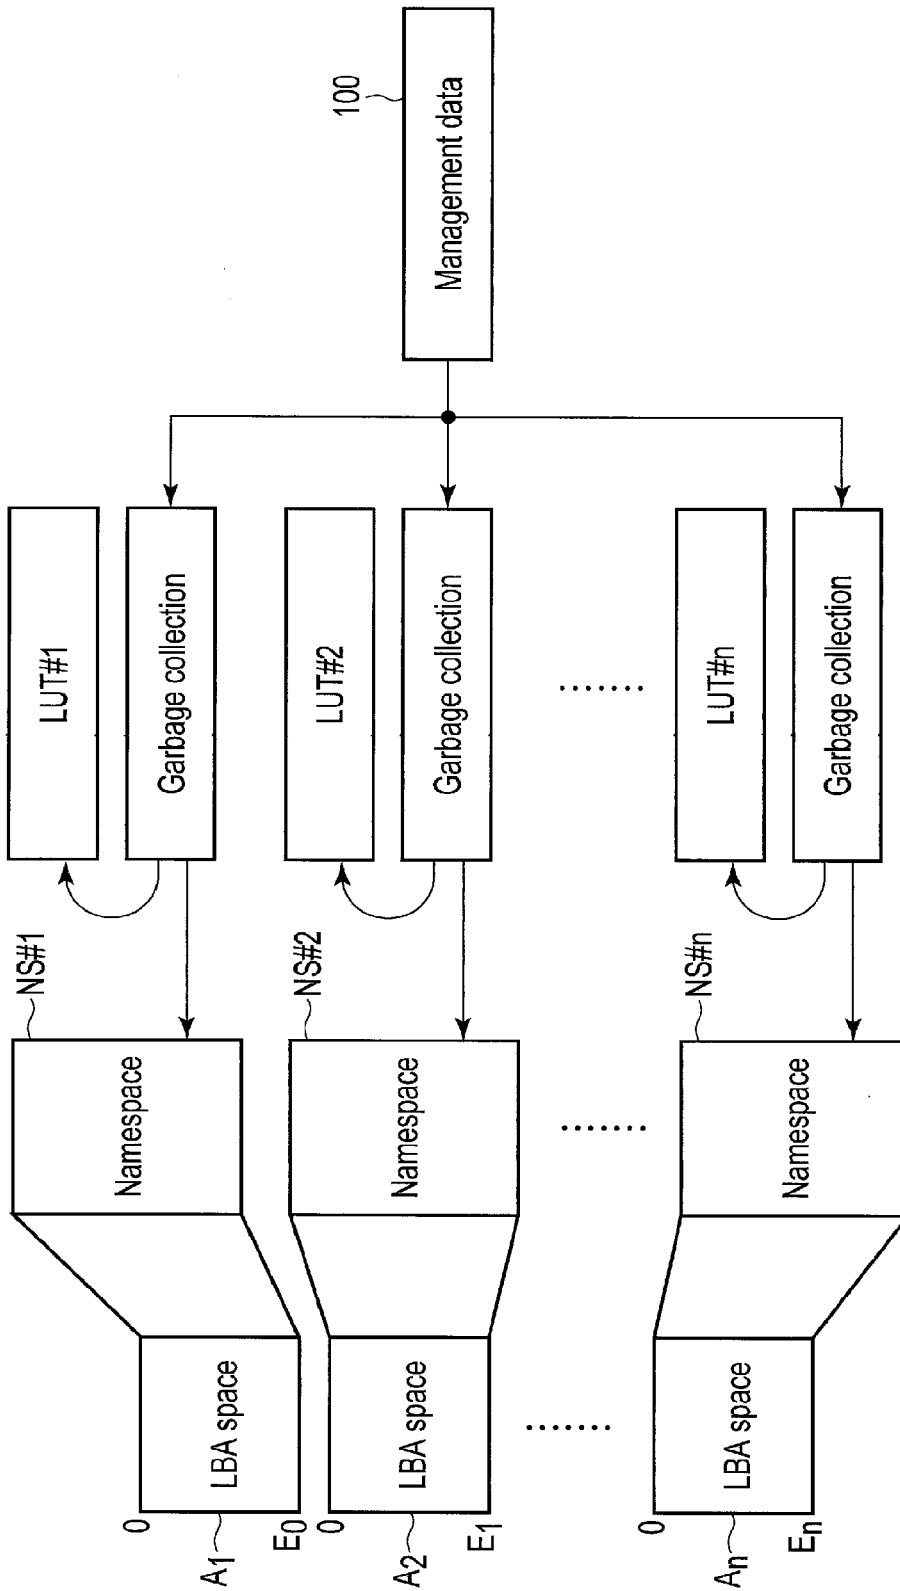 0
A1
E0
LBA space
Namespace
NS#1
LUT#1
Garbage collection
0
A2
E1
LBA space
Namespace
NS#2
LUT#2
Garbage collection
100
Management data
.......
.......
.......
0
An
En
LBA space
Namespace
NS#n
LUT#n
Garbage collection